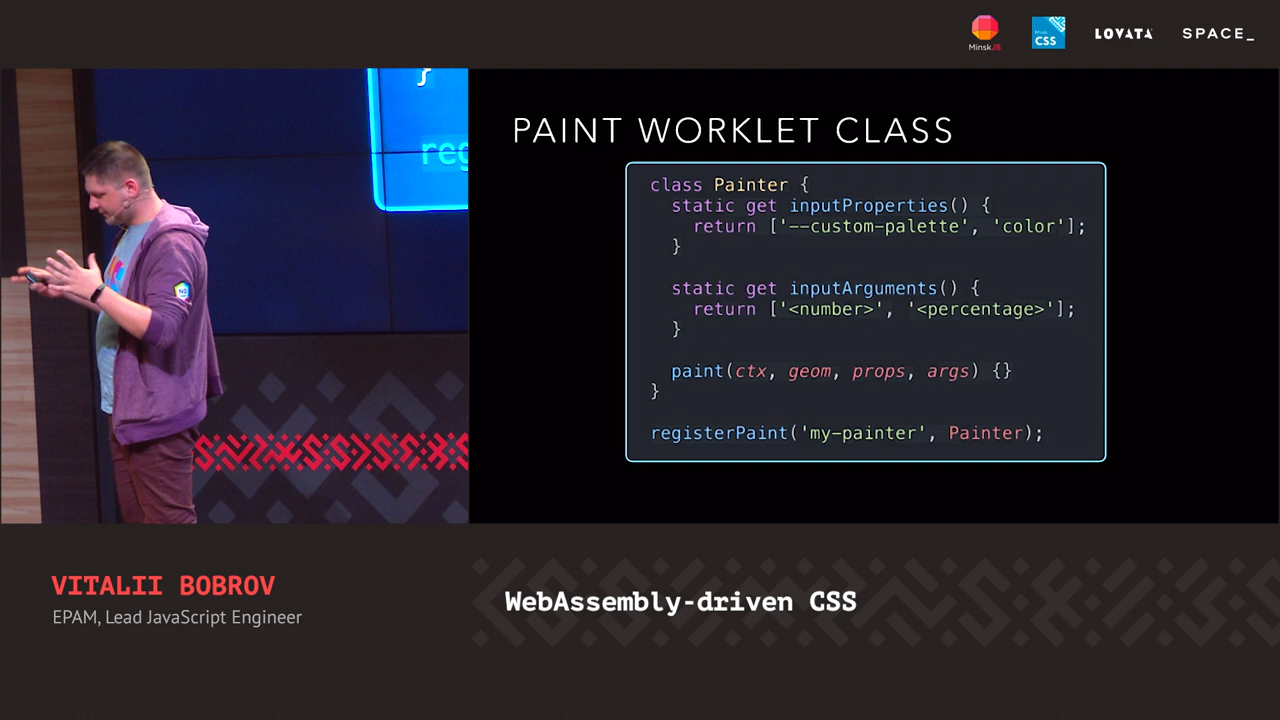 MinskJS
Minsk
CSS
LOVATA
SPACE_
}
reg
PAINT WORKLET CLASS
class Painter {
static get inputProperties() {
return ['--custom-palette', 'color'];
}
static get inputArguments() {
return ['<number>', '<percentage>'];
}
paint(ctx, geom, props, args) {}
}
registerPaint('my-painter', Painter);
VITALII BOBROV
EPAM, Lead JavaScript Engineer
WebAssembly-driven CSS